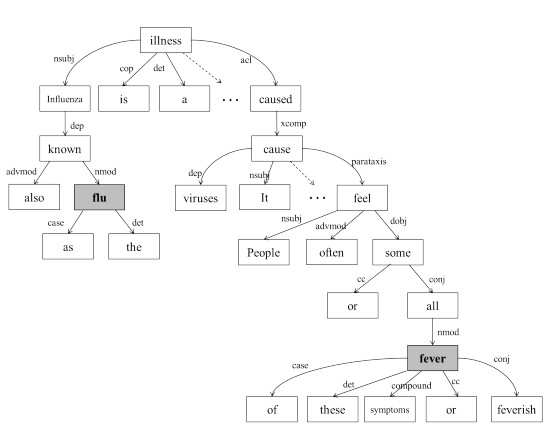 illness
nsubj
cop
det
acl
Influenza
is
a
...
caused
dep
xcomp
known
cause
advmod
nmod
dep
nsubj
parataxis
also
flu
viruses
It
...
feel
case
det
nsubj
advmod
dobj
as
the
People
often
some
cc
conj
or
all
nmod
fever
case
det
compound
cc
conj
of
these
symptoms
or
feverish